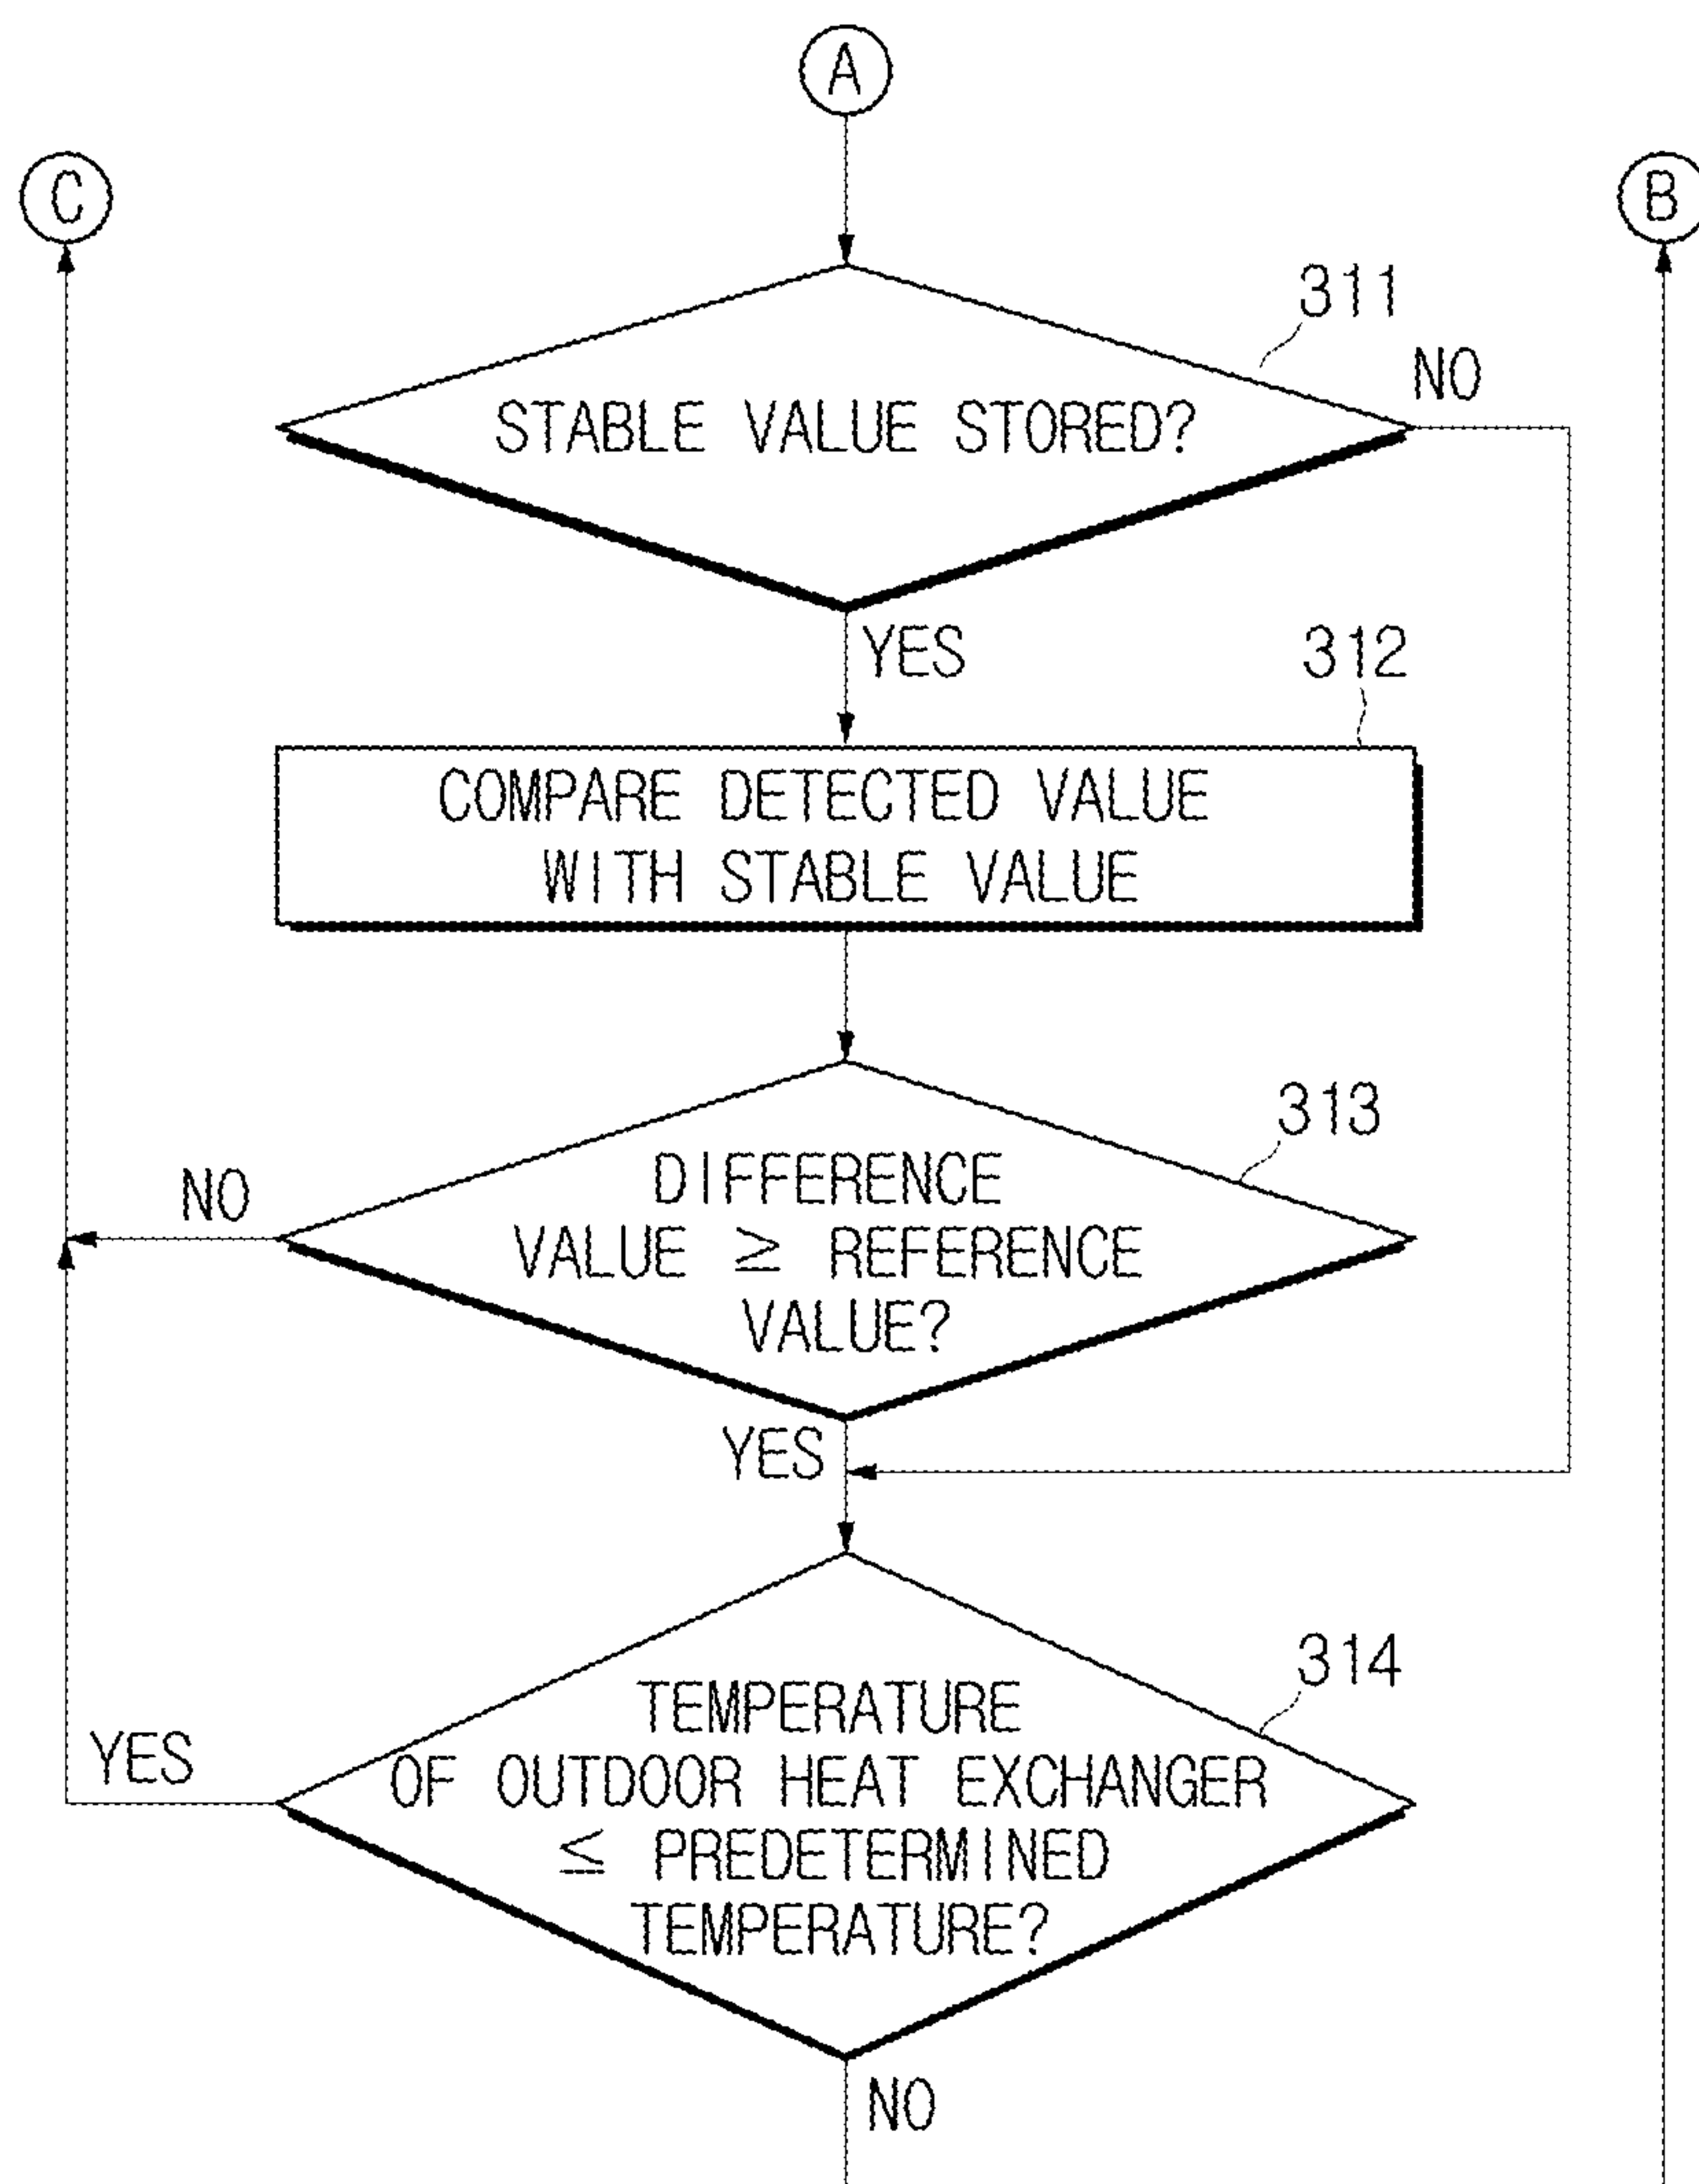 A
C
B
311
NO
STABLE VALUE STORED?
YES
312
COMPARE DETECTED VALUE
WITH STABLE VALUE
313
NO
DIFFERENCE
VALUE ≥ REFERENCE
VALUE?
YES
314
TEMPERATURE
YES
OF OUTDOOR HEAT EXCHANGER
≤ PREDETERMINED
TEMPERATURE?
NO